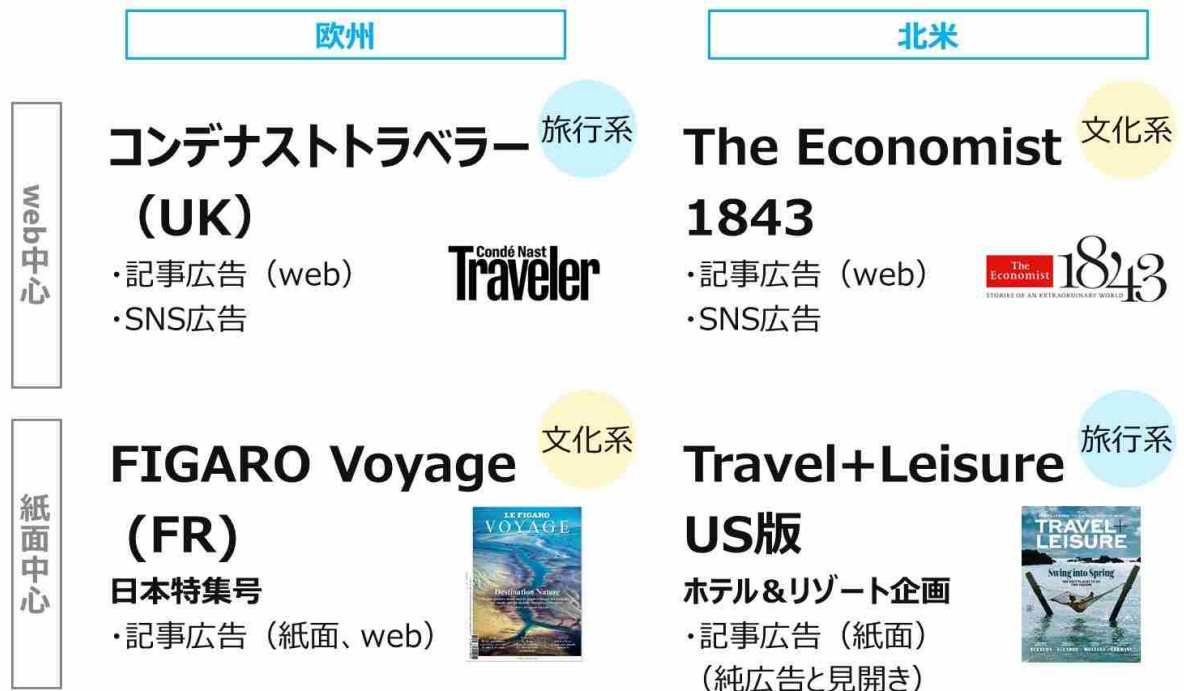 欧州
北米
web中心
コンデナストトラベラー
(UK)
旅行系
・記事広告（web）
・SNS広告
Condé Nast
Traveler
The Economist
1843
文化系
・記事広告（web）
・SNS広告
The
Economist
1843
STORIES OF AN EXTRAORDINARY WORLD
紙面中心
FIGARO Voyage
(FR)
文化系
日本特集号
・記事広告（紙面、web）
LE FIGARO
VOYAGE
Destination Nature
Travel+Leisure
US版
旅行系
ホテル＆リゾート企画
・記事広告（紙面）
（純広告と見開き）
TRAVEL+
LEISURE
Swing into Spring